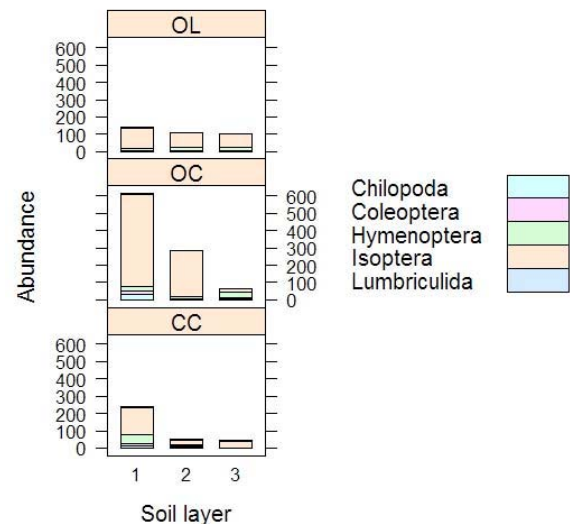 OL
600
500
400
300
200
100
0
OC
600
500
400
300
200
100
0
CC
600
500
400
300
200
100
0
1 2 3
Soil layer
Abundance
Chilopoda
Coleoptera
Hymenoptera
Isoptera
Lumbriculida